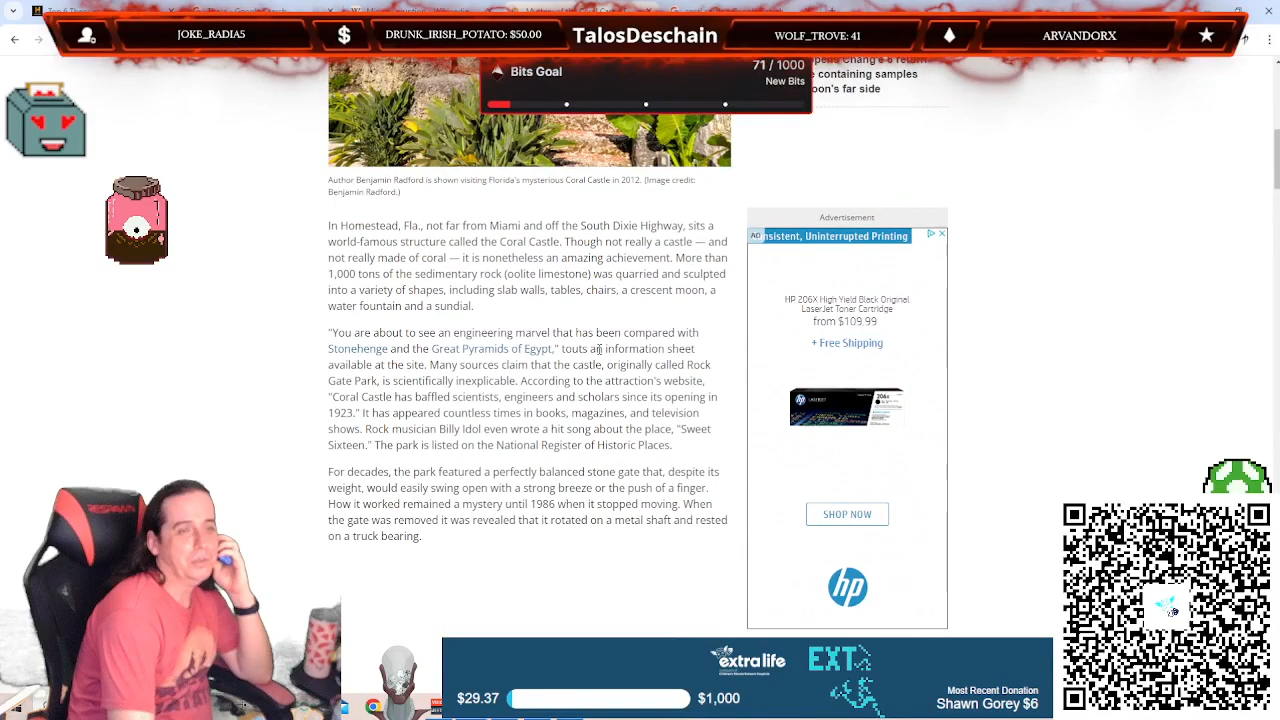 JOKE_RADIA5
DRUNK_IRISH_POTATO: $50.00
TalosDeschain
WOLF_TROVE: 41
ARVANDORX
Bits Goal
71 / 1000
New Bits
containing samples
oon's far side
Author Benjamin Radford is shown visiting Florida's mysterious Coral Castle in 2012. (Image credit:
Benjamin Radford.)
In Homestead, Fla., not far from Miami and off the South Dixie Highway, sits a
world-famous structure called the Coral Castle. Though not really a castle — and
not really made of coral — it is nonetheless an amazing achievement. More than
1,000 tons of the sedimentary rock (oolite limestone) was quarried and sculpted
into a variety of shapes, including slab walls, tables, chairs, a crescent moon, a
water fountain and a sundial.
"You are about to see an engineering marvel that has been compared with
Stonehenge and the Great Pyramids of Egypt," touts an information sheet
available at the site. Many sources claim that the castle, originally called Rock
Gate Park, is scientifically inexplicable. According to the attraction's website,
"Coral Castle has baffled scientists, engineers and scholars since its opening in
1923." It has appeared countless times in books, magazines, and television
shows. Rock musician Billy Idol even wrote a hit song about the place, "Sweet
Sixteen." The park is listed on the National Register of Historic Places.
For decades, the park featured a perfectly balanced stone gate that, despite its
weight, would easily swing open with a strong breeze or the push of a finger.
How it worked remained a mystery until 1986 when it stopped moving. When
the gate was removed it was revealed that it rotated on a metal shaft and rested
on a truck bearing.
Advertisement
AD
nsistent, Uninterrupted Printing
HP 206X High Yield Black Original
LaserJet Toner Cartridge
from $109.99
+ Free Shipping
206x
SHOP NOW
hp
extralife
EXT
$29.37
$1,000
Most Recent Donation
Shawn Gorey $6